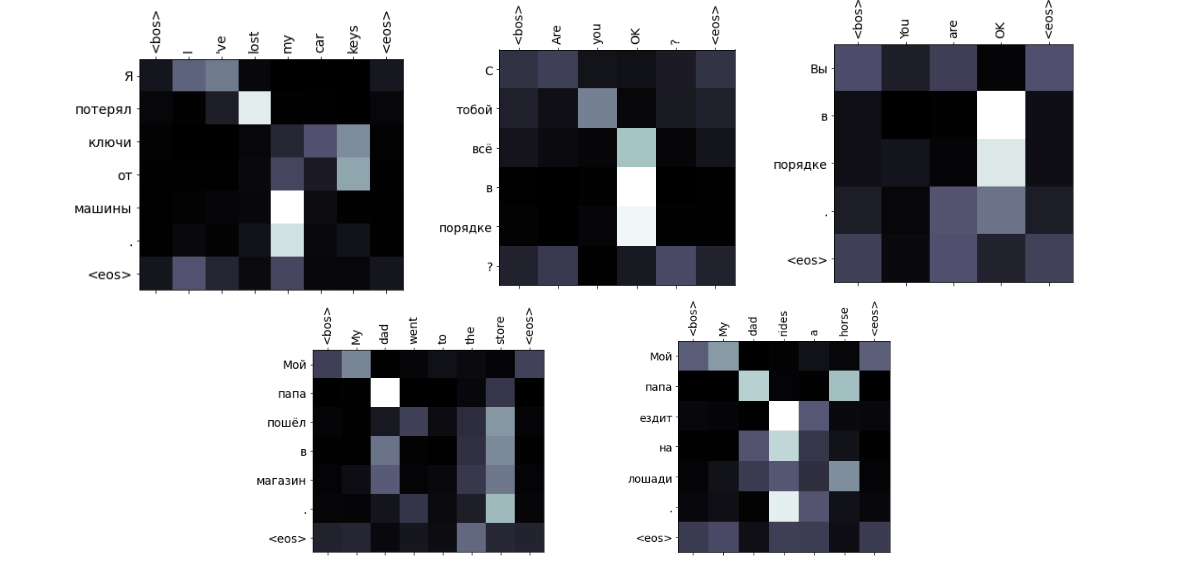 <bos> I 've lost my car keys <eos>
Я
потерял
ключи
от
машины
.
<eos>
<bos> Are you OK ? <eos>
С
тобой
всё
в
порядке
?
<bos> You are OK <eos>
Вы
в
порядке
.
<eos>
<bos> My dad went to the store <eos>
Мой
папа
пошёл
в
магазин
.
<eos>
<bos> My dad rides a horse <eos>
Мой
папа
ездит
на
лошади
.
<eos>